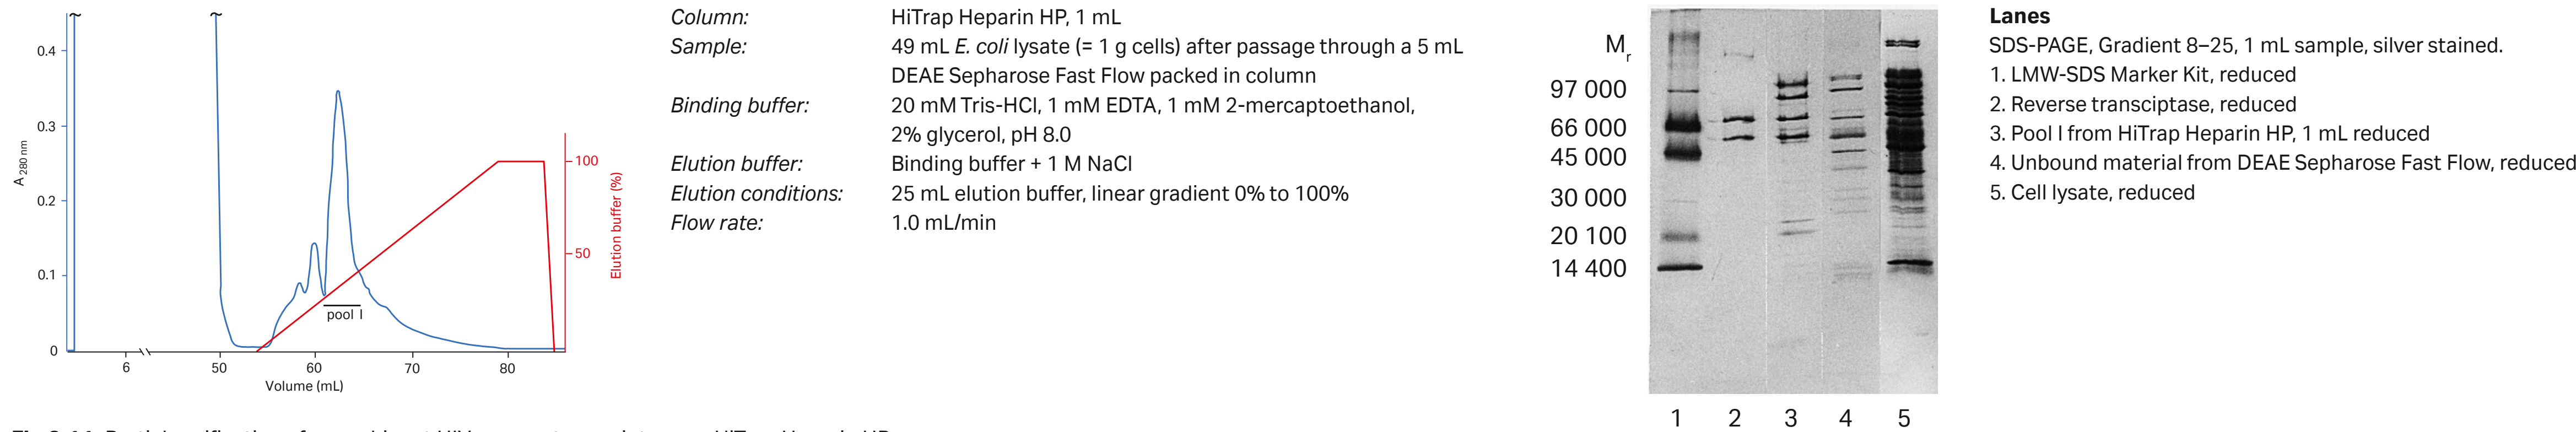 0.4
0.3
0.2
0.1
0
A 280 nm
6
50
60
70
80
Volume (mL)
pool I
100
50
Elution buffer (%)
Column: HiTrap Heparin HP, 1 mL
Sample: 49 mL E. coli lysate (= 1 g cells) after passage through a 5 mL
DEAE Sepharose Fast Flow packed in column
Binding buffer: 20 mM Tris-HCl, 1 mM EDTA, 1 mM 2-mercaptoethanol,
2% glycerol, pH 8.0
Elution buffer: Binding buffer + 1 M NaCl
Elution conditions: 25 mL elution buffer, linear gradient 0% to 100%
Flow rate: 1.0 mL/min
Mr
97 000
66 000
45 000
30 000
20 100
14 400
1 2 3 4 5
Lanes
SDS-PAGE, Gradient 8–25, 1 mL sample, silver stained.
1. LMW-SDS Marker Kit, reduced
2. Reverse transciptase, reduced
3. Pool I from HiTrap Heparin HP, 1 mL reduced
4. Unbound material from DEAE Sepharose Fast Flow, reduced
5. Cell lysate, reduced